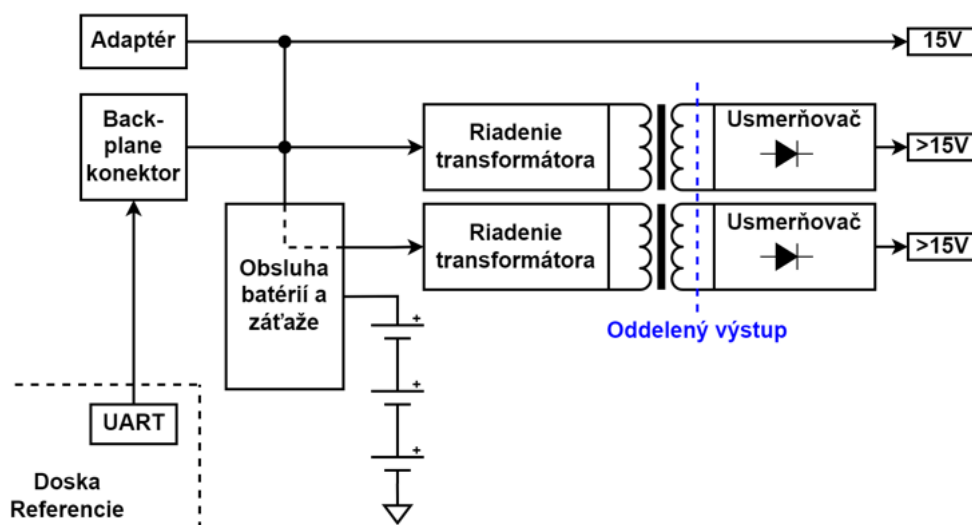 Adaptér
15V
Back-
plane
konektor
Riadenie
transformátora
Usmerňovač
>15V
Obsluha
batérií a
záťaže
Riadenie
transformátora
Usmerňovač
>15V
Oddelený výstup
+
+
+
UART
Doska
Referencie